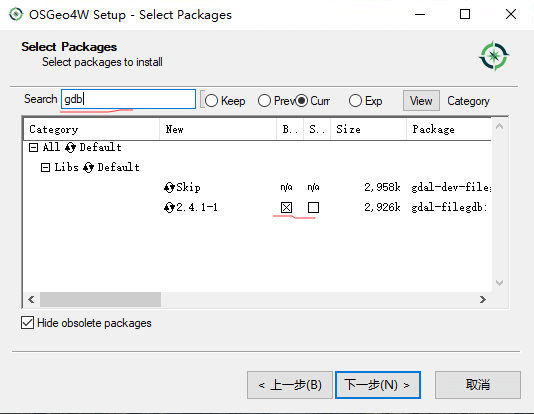 OSGeo4W Setup - Select Packages
Select Packages
Select packages to install
Search gdb Keep Prev Curr Exp View Category
Category New B.. S.. Size Package
All Default
Libs Default
Skip n/a n/a 2,958k gdal-dev-file
2.4.1-1 2,926k gdal-filegdb:
Hide obsolete packages
< 上一步(B) 下一步(N) > 取消